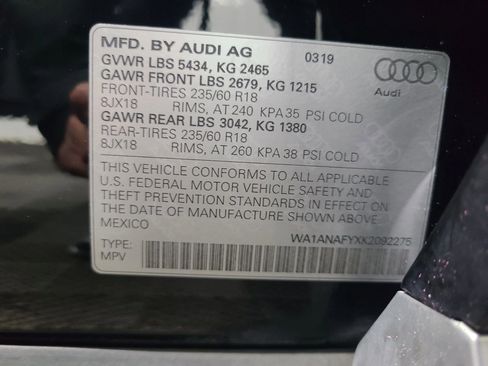 MFD. BY AUDI AG 0319
GVWR LBS 5434, KG 2465
GAWR FRONT LBS 2679, KG 1215
FRONT-TIRES 235/60 R18
8JX18 RIMS, AT 240 KPA 35 PSI COLD
GAWR REAR LBS 3042, KG 1380
REAR-TIRES 235/60 R18
8JX18 RIMS, AT 260 KPA 38 PSI COLD
Audi
THIS VEHICLE CONFORMS TO ALL APPLICABLE
U.S. FEDERAL MOTOR VEHICLE SAFETY AND
THEFT PREVENTION STANDARDS IN EFFECT ON
THE DATE OF MANUFACTURE SHOWN ABOVE
MEXICO
WA1ANAFYXK2092275
TYPE:
MPV